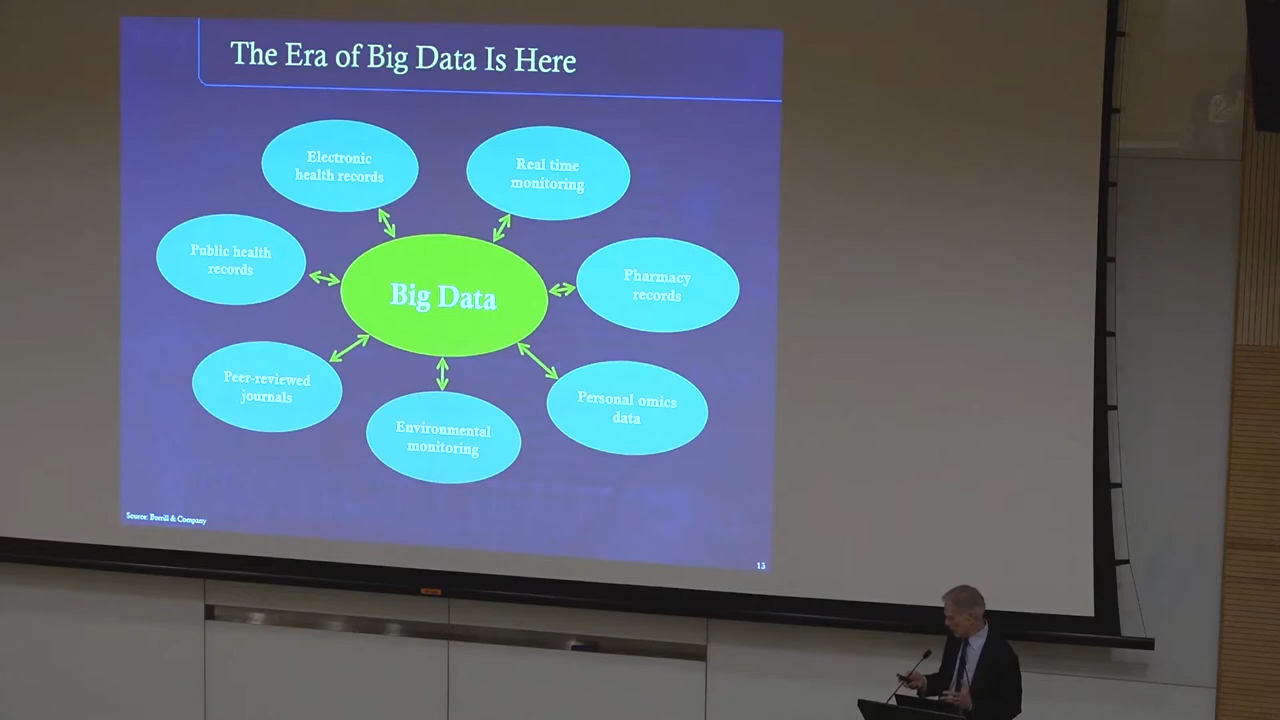 The Era of Big Data Is Here
Electronic
health records
Real time
monitoring
Public health
records
Big Data
Pharmacy
records
Peer-reviewed
journals
Personal omics
data
Environmental
monitoring
Source: Burrill & Company
13